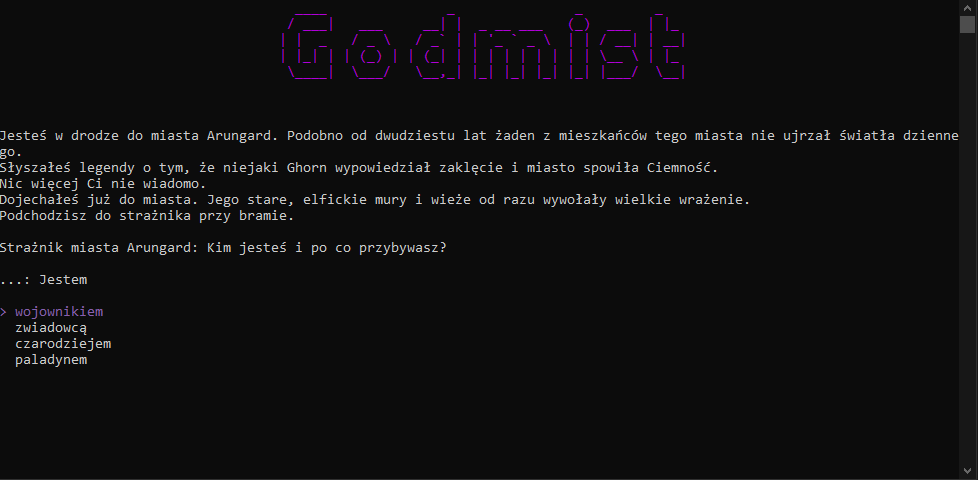 Godmist
Jesteś w drodze do miasta Arungard. Podobno od dwudziestu lat żaden z mieszkańców tego miasta nie ujrzał światła dzienne
go.
Słyszałeś legendy o tym, że niejaki Ghorn wypowiedział zaklęcie i miasto spowiła Ciemność.
Nic więcej Ci nie wiadomo.
Dojechałeś już do miasta. Jego stare, elfickie mury i wieże od razu wywołały wielkie wrażenie.
Podchodzisz do strażnika przy bramie.
Strażnik miasta Arungard: Kim jesteś i po co przybywasz?
...: Jestem
> wojownikiem
zwiadowcą
czarodziejem
paladynem